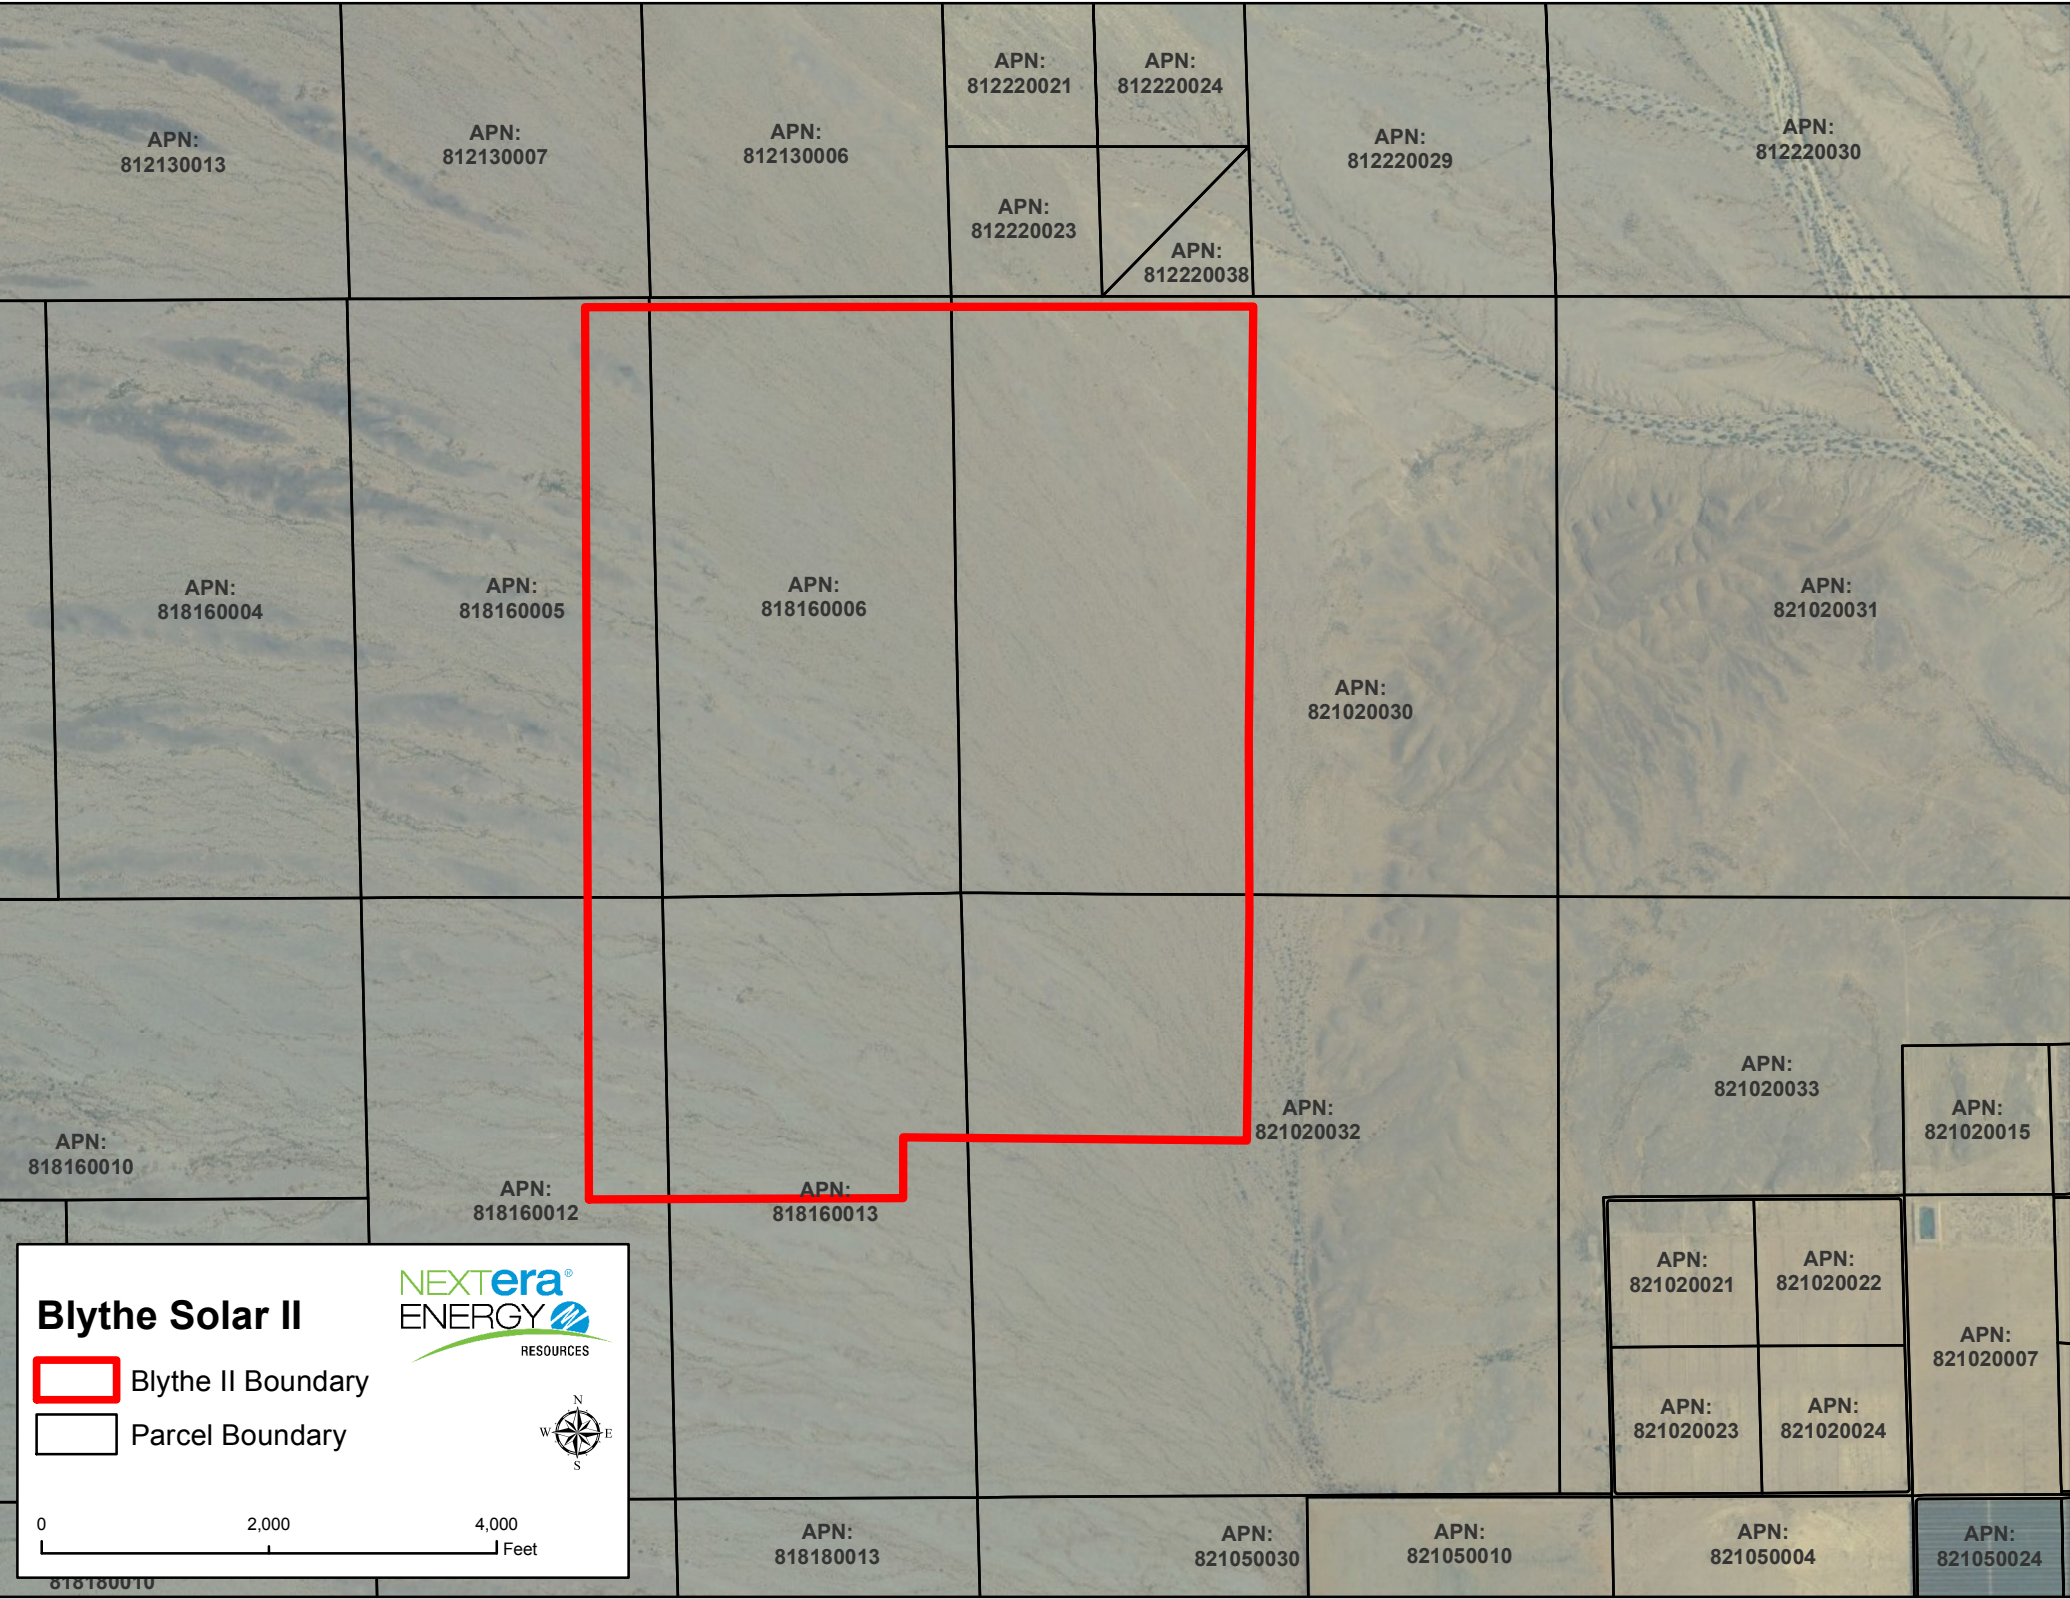 APN:
812220021
APN:
812220024
APN:
812130013
APN:
812130007
APN:
812130006
APN:
812220029
APN:
812220030
APN:
812220023
APN:
812220038
APN:
818160004
APN:
818160005
APN:
818160006
APN:
821020031
APN:
821020030
APN:
821020033
APN:
821020032
APN:
821020015
APN:
818160010
APN:
818160012
APN:
818160013
APN:
821020021
APN:
821020022
APN:
821020007
APN:
821020023
APN:
821020024
APN:
818180013
APN:
821050030
APN:
821050010
APN:
821050004
APN:
821050024
818180010
Blythe Solar II
NEXTera®
ENERGY
RESOURCES
Blythe II Boundary
Parcel Boundary
N
W E
S
0 2,000 4,000
Feet